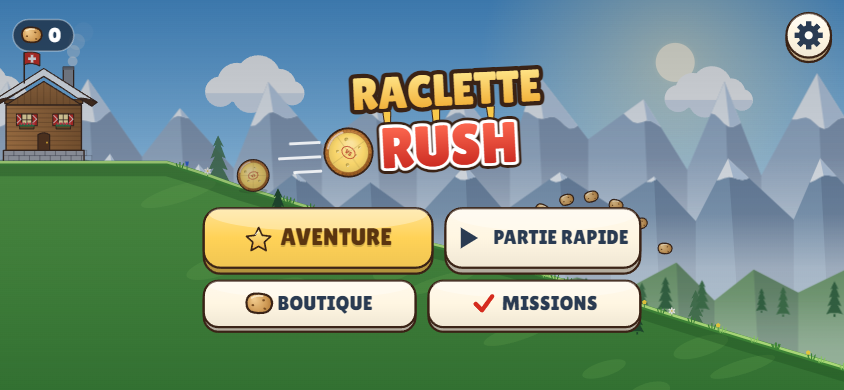 0
RACLETTE
RUSH
AVENTURE
PARTIE RAPIDE
BOUTIQUE
MISSIONS